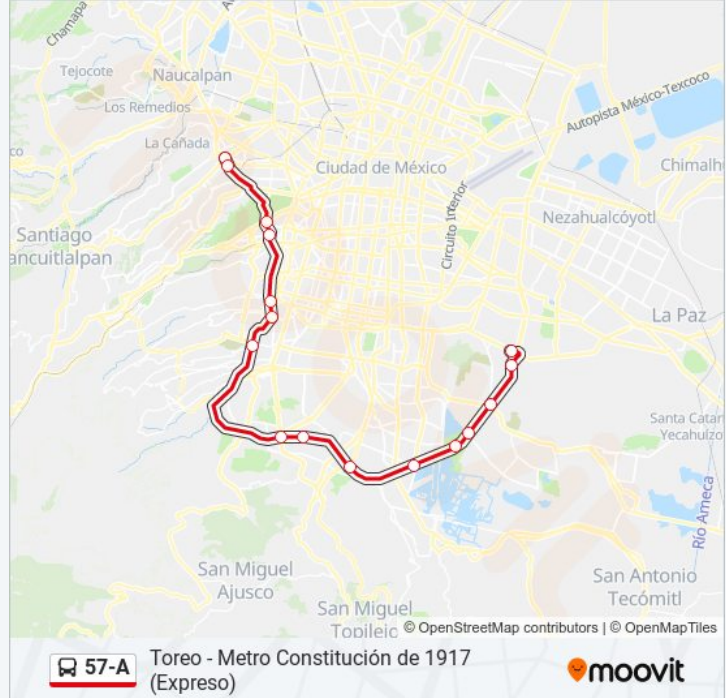 Chamapa
A
Tejocote
Naucalpan
Los Remedios
La Cañada
co
Ciudad de México
Autopista México-Texcoco
Chimalh
Circuito Interior
Nezahualcóyotl
Santiago
ancuitlalpan
La Paz
Santa Catar
Yecahuizo
Río Ameca
San Miguel
Ajusco
San Antonio
Tecómitl
San Miguel
Topilejo
© OpenStreetMap contributors | © OpenMapTiles
57-A
Toreo - Metro Constitución de 1917
(Expreso)
moovit